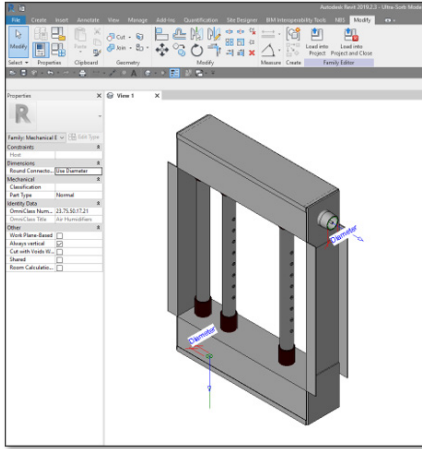 Autodesk Revit 2019.2.3 - Ultra-Sorb Mode
File Create Insert Annotate View Manage Add-Ins Quantification Site Designer BIM Interoperability Tools NBS Modify
Modify Paste Cut Join Load into Project Load into Project and Close
Select Properties Clipboard Geometry Modify Measure Create Family Editor
Properties X View 1 X
R
Family: Mechanical E Edit Type
Constraints
Host
Dimensions
Round Connecto... Use Diameter
Mechanical
Classification
Part Type Normal
Identity Data
OmniClass Num... 23.75.50.17.21
OmniClass Title Air Humidifiers
Other
Work Plane-Based
Always vertical
Cut with Voids W...
Shared
Room Calculatio...
Diameter
Diameter